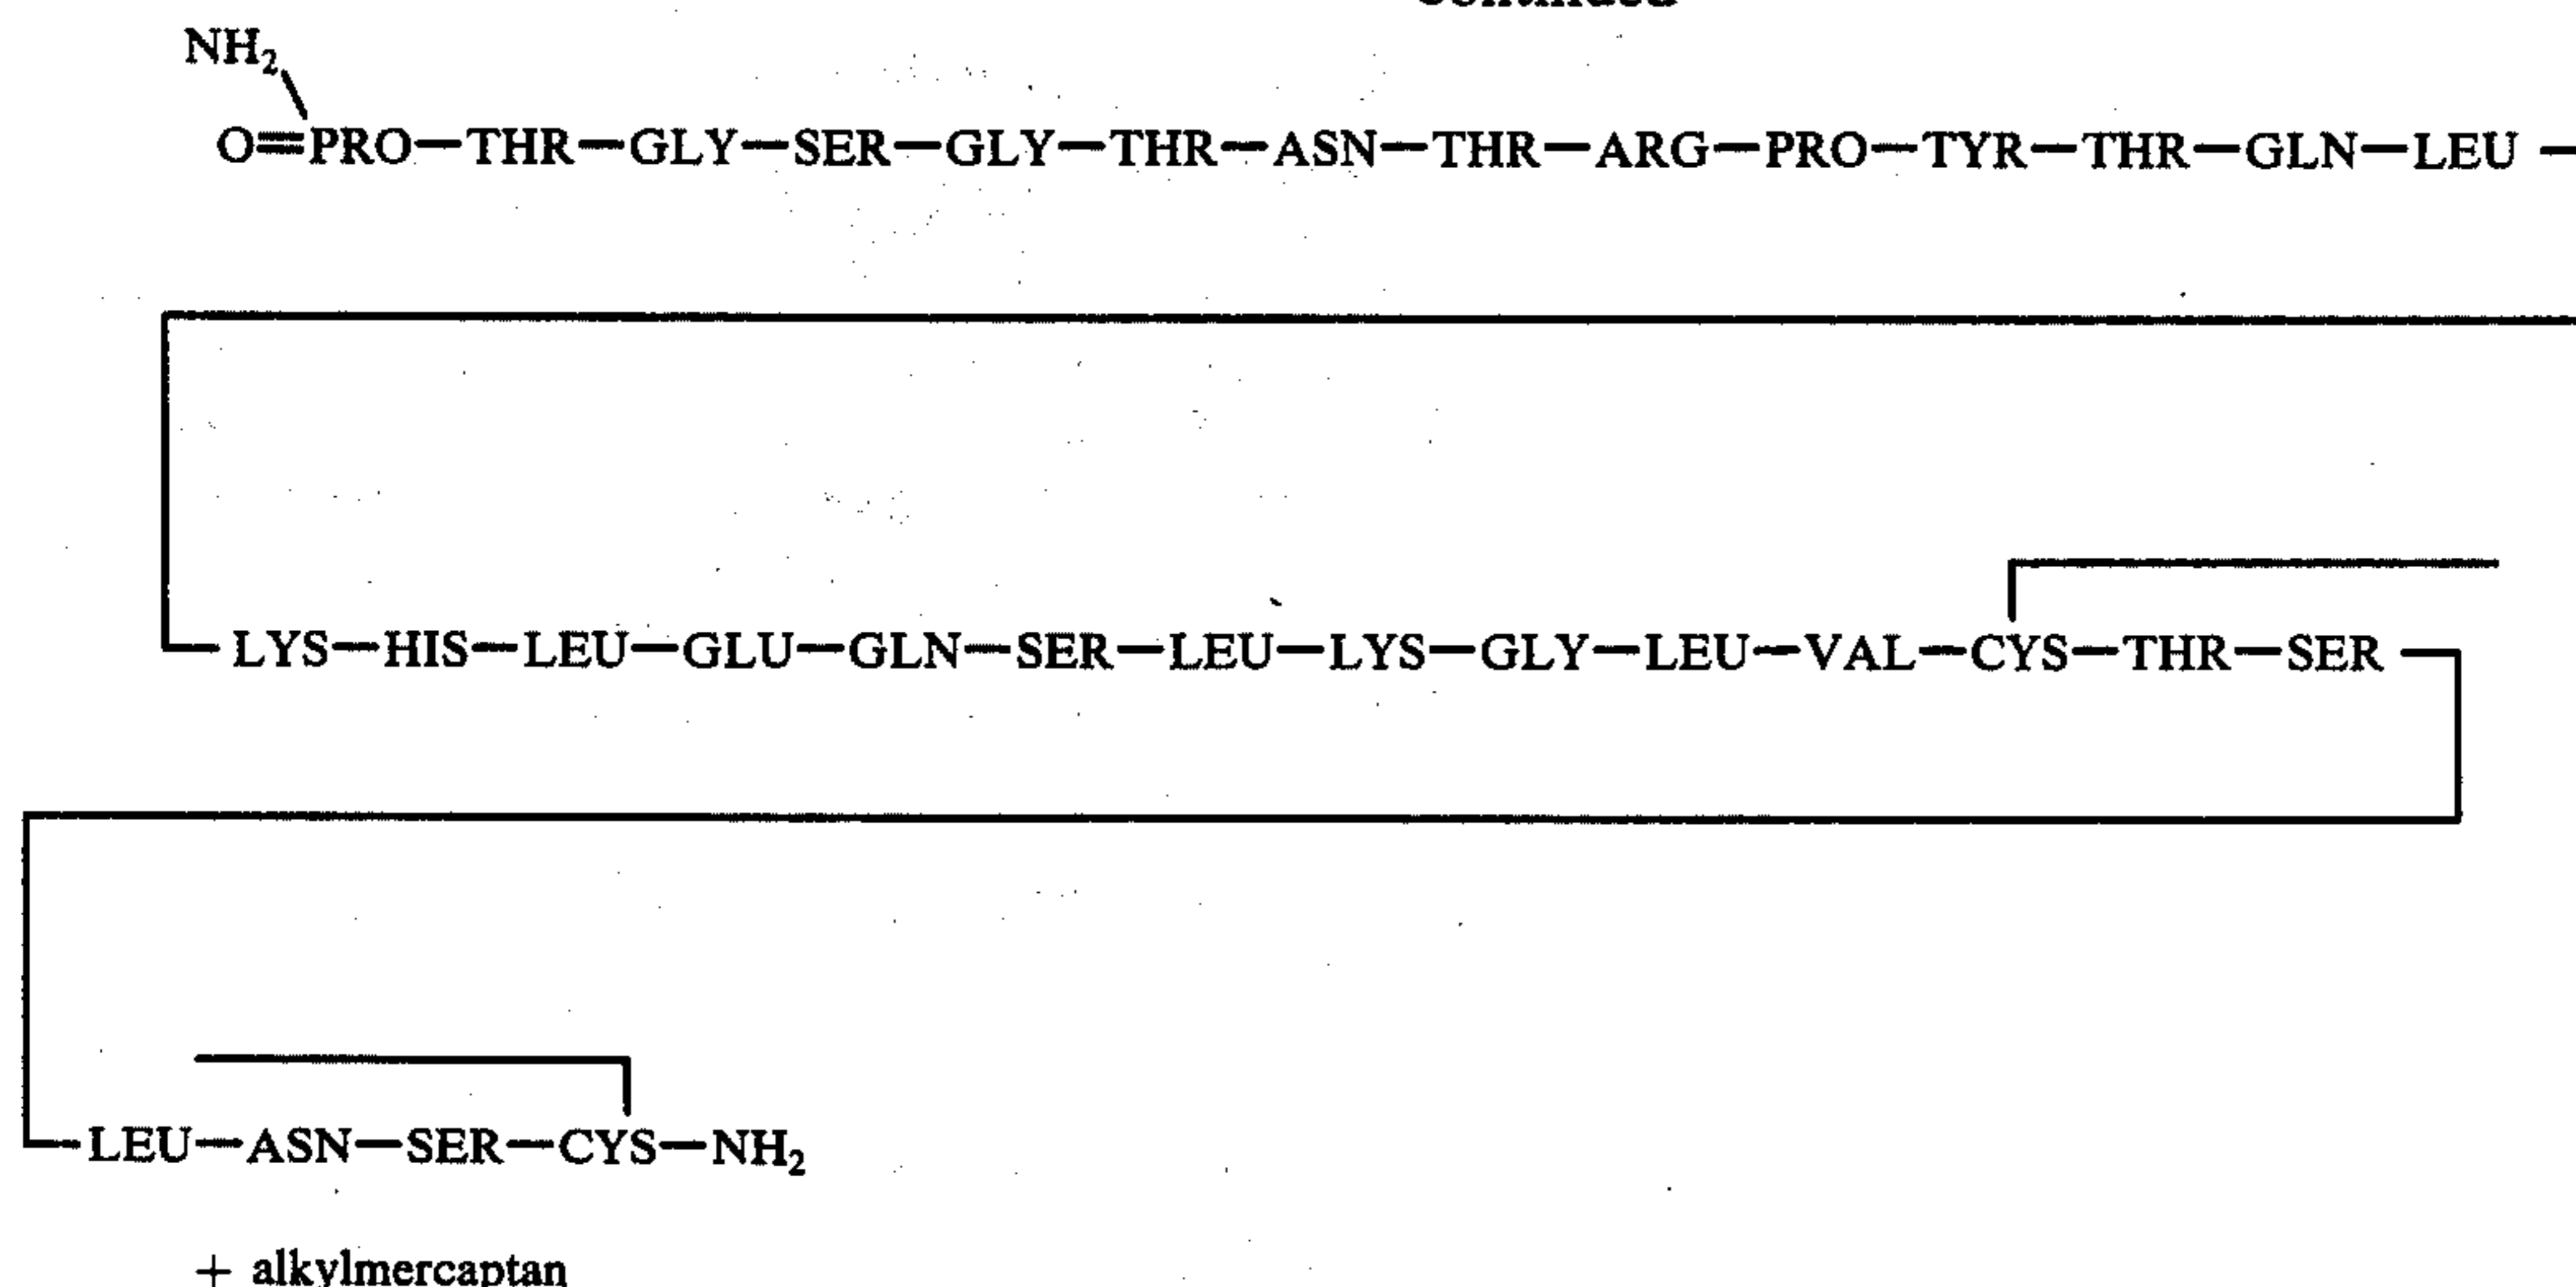 NH₂
O=PRO—THR—GLY—SER—GLY—THR—ASN—THR—ARG—PRO—TYR—THR—GLN—LEU—
LYS—HIS—LEU—GLU—GLN—SER—LEU—LYS—GLY—LEU—VAL—CYS—THR—SER
LEU—ASN—SER—CYS—NH₂
+ alkylmercaptan